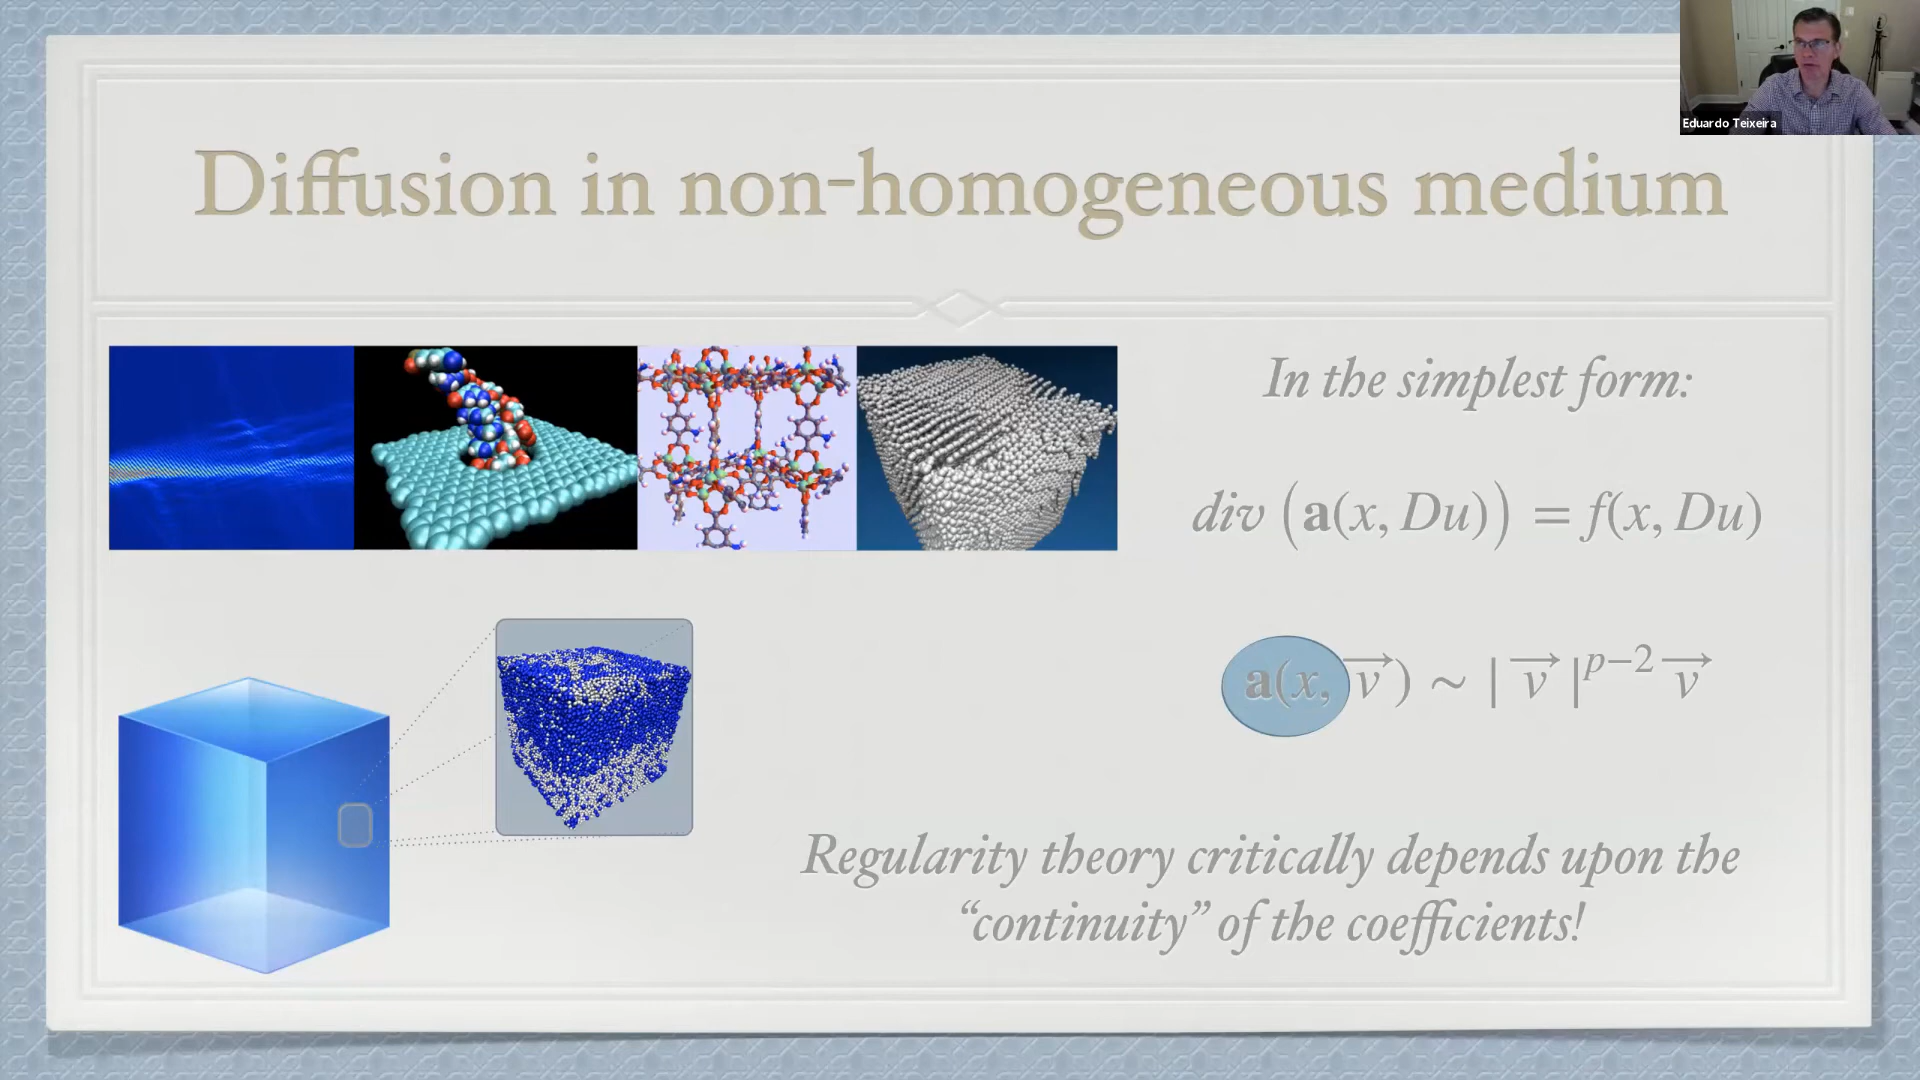 Eduardo Teixeira
Diffusion in non-homogeneous medium
In the simplest form:
div (a(x, Du)) = f(x, Du)
a(x, v⃗) ∼ | v⃗ |^{p−2} v⃗
Regularity theory critically depends upon the
“continuity” of the coefficients!